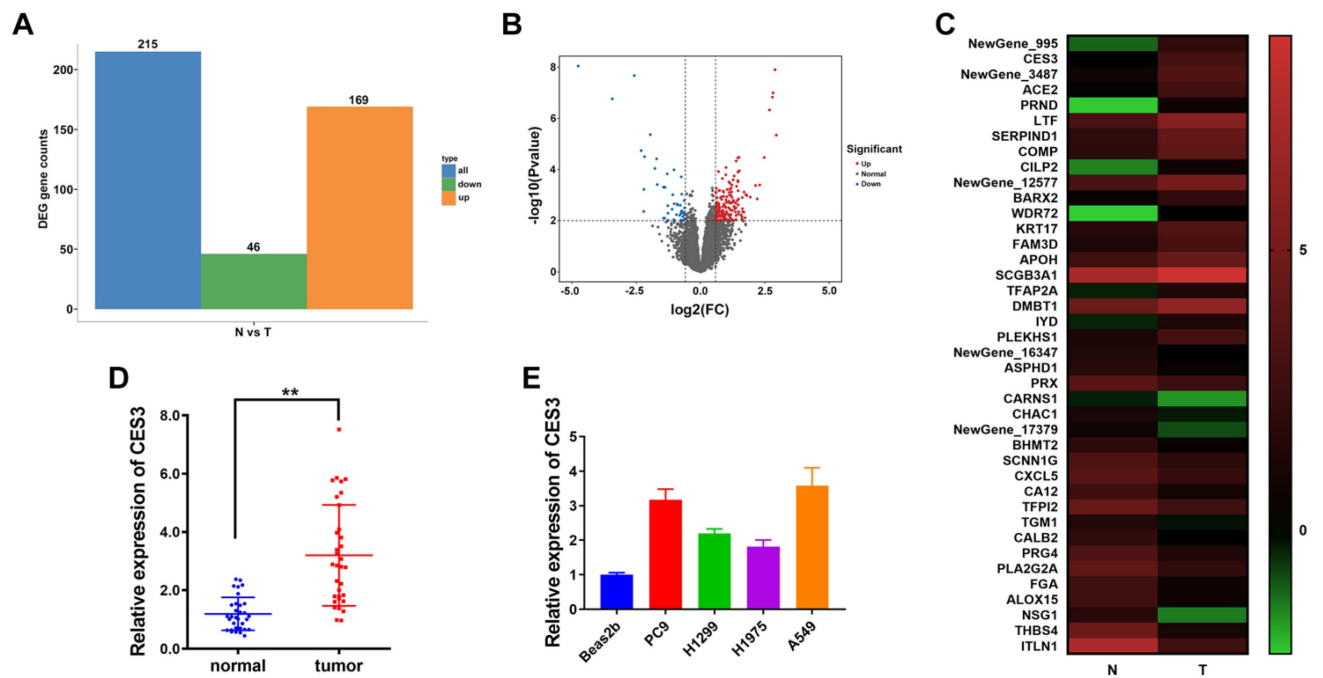 A
215
46
169
200
150
100
50
0
DEG gene counts
N vs T
type
all
down
up
B
8
6
4
2
0
-log10(Pvalue)
-5.0
-2.5
0.0
2.5
5.0
log2(FC)
Significant
Up
Normal
Down
C
NewGene_995
CES3
NewGene_3487
ACE2
PRND
LTF
SERPIND1
COMP
CILP2
NewGene_12577
BARX2
WDR72
KRT17
FAM3D
APOH
SCGB3A1
TFAP2A
DMBT1
IYD
PLEKHS1
NewGene_16347
ASPHD1
PRX
CARNS1
CHAC1
NewGene_17379
BHMT2
SCNN1G
CXCL5
CA12
TFPI2
TGM1
CALB2
PRG4
PLA2G2A
FGA
ALOX15
NSG1
THBS4
ITLN1
N
T
5
0
D
Relative expression of CES3
8.0
6.0
4.0
2.0
0.0
**
normal
tumor
E
Relative expression of CES3
5
4
3
2
1
0
Beas2b
PC9
H1299
H1975
A549